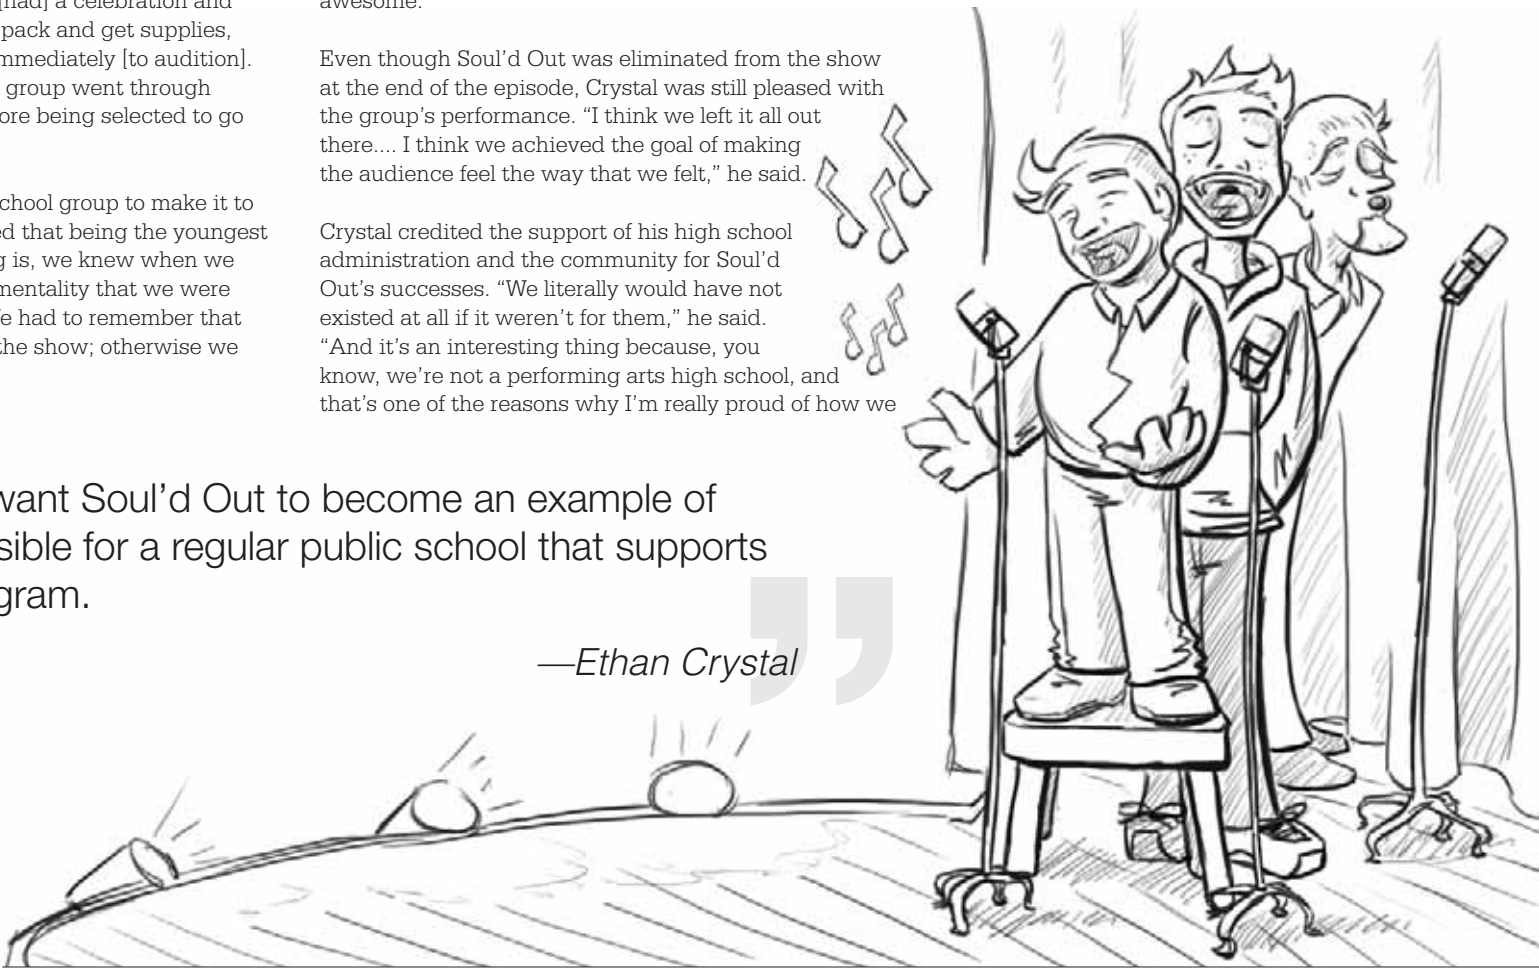 [had] a celebration and
pack and get supplies,
mmediately [to audition].
group went through
ore being selected to go
chool group to make it to
ed that being the youngest
g is, we knew when we
mentality that we were
e had to remember that
the show; otherwise we
awesome.
Even though Soul’d Out was eliminated from the show
at the end of the episode, Crystal was still pleased with
the group’s performance. “I think we left it all out
there.... I think we achieved the goal of making
the audience feel the way that we felt,” he said.
Crystal credited the support of his high school
administration and the community for Soul’d
Out’s successes. “We literally would have not
existed at all if it weren’t for them,” he said.
“And it’s an interesting thing because, you
know, we’re not a performing arts high school, and
that’s one of the reasons why I’m really proud of how we
want Soul’d Out to become an example of
sible for a regular public school that supports
gram.
”
—Ethan Crystal